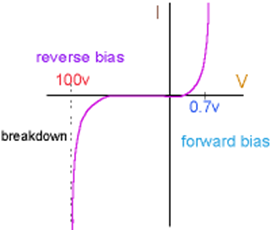 I
reverse bias
100v
V
0.7v
breakdown
forward bias